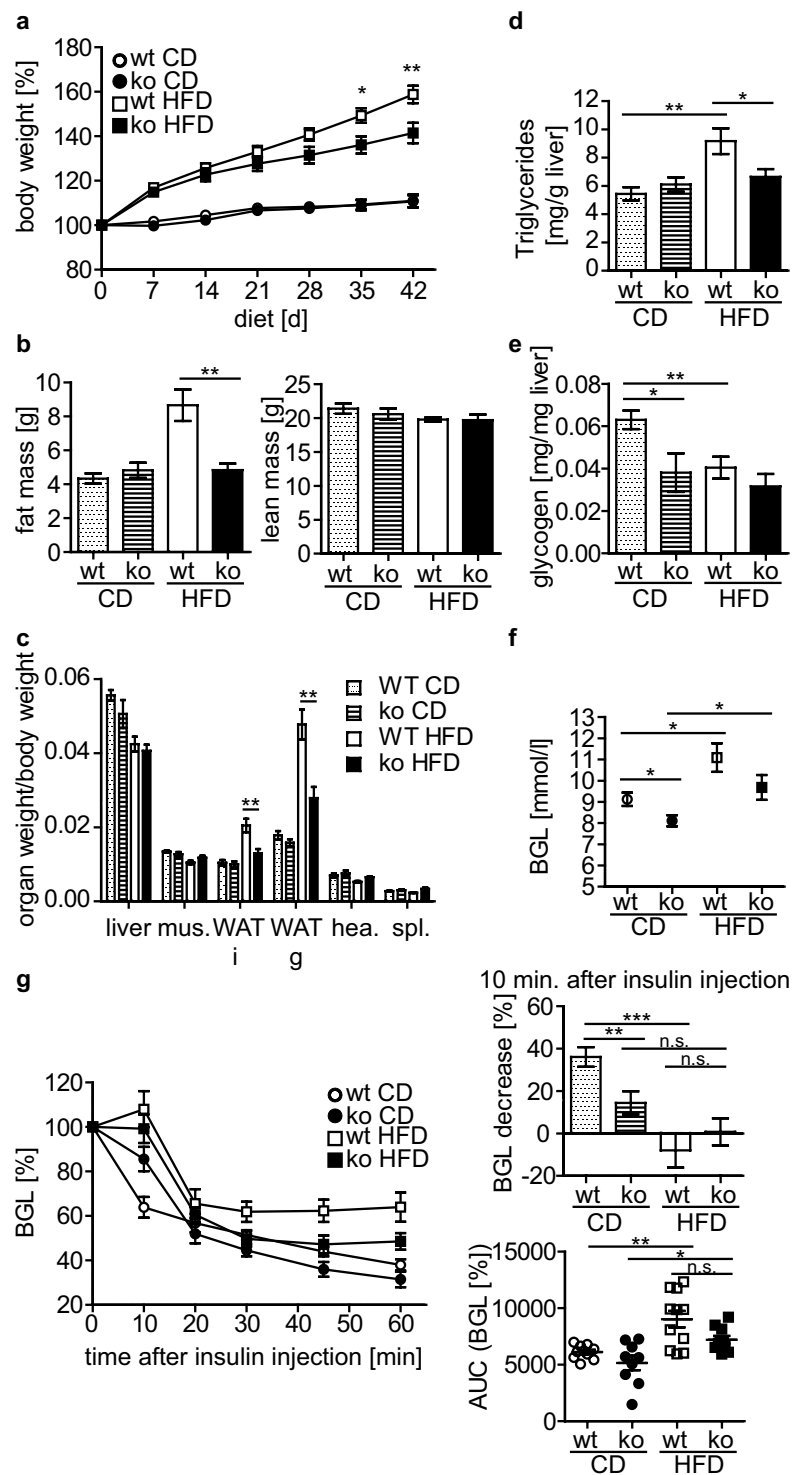 a
body weight [%]
180
160
140
120
100
80
wt CD
ko CD
wt HFD
ko HFD
*
**
0 7 14 21 28 35 42
diet [d]
b
fat mass [g]
10
8
6
4
2
0
**
wt ko wt ko
CD HFD
lean mass [g]
25
20
15
10
5
0
wt ko wt ko
CD HFD
c
organ weight/body weight
0.06
0.04
0.02
0.00
**
**
WT CD
ko CD
WT HFD
ko HFD
liver mus. WAT WAT hea. spl.
i g
d
Triglycerides
[mg/g liver]
12
10
8
6
4
2
0
**
*
wt ko wt ko
CD HFD
e
glycogen [mg/mg liver]
0.08
0.06
0.04
0.02
0.00
**
*
wt ko wt ko
CD HFD
f
BGL [mmol/l]
13
12
11
10
9
8
7
6
5
*
*
*
wt ko wt ko
CD HFD
g
BGL [%]
120
100
80
60
40
20
wt CD
ko CD
wt HFD
ko HFD
0 10 20 30 40 50 60
time after insulin injection [min]
10 min. after insulin injection
BGL decrease [%]
60
40
20
0
-20
***
**
n.s.
n.s.
wt ko wt ko
CD HFD
AUC (BGL [%])
15000
10000
5000
0
**
*
n.s.
wt ko wt ko
CD HFD